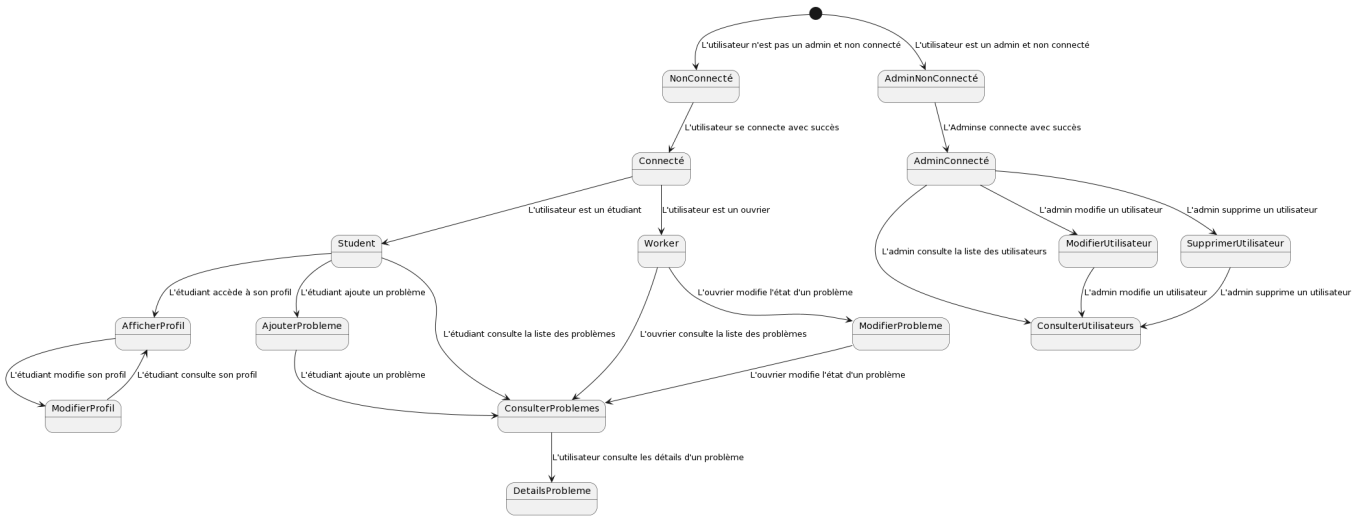 L'utilisateur n'est pas un admin et non connecté
L'utilisateur est un admin et non connecté
NonConnecté
AdminNonConnecté
L'utilisateur se connecte avec succès
L'Adminse connecte avec succès
Connecté
AdminConnecté
L'utilisateur est un étudiant
L'utilisateur est un ouvrier
L'admin modifie un utilisateur
L'admin supprime un utilisateur
Student
Worker
L'admin consulte la liste des utilisateurs
ModifierUtilisateur
SupprimerUtilisateur
L'étudiant accède à son profil
L'étudiant ajoute un problème
L'ouvrier modifie l'état d'un problème
L'admin modifie un utilisateur
L'admin supprime un utilisateur
AfficherProfil
AjouterProbleme
L'étudiant consulte la liste des problèmes
L'ouvrier consulte la liste des problèmes
ModifierProbleme
ConsulterUtilisateurs
L'étudiant modifie son profil
L'étudiant consulte son profil
L'étudiant ajoute un problème
L'ouvrier modifie l'état d'un problème
ModifierProfil
ConsulterProblemes
L'utilisateur consulte les détails d'un problème
DetailsProbleme